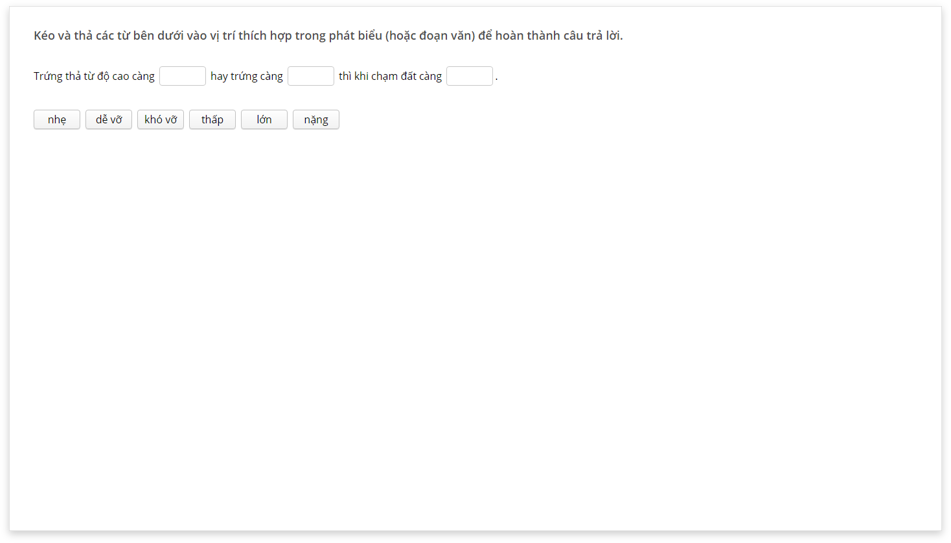 Kéo và thả các từ bên dưới vào vị trí thích hợp trong phát biểu (hoặc đoạn văn) để hoàn thành câu trả lời.
Trứng thả từ độ cao càng hay trứng càng thì khi chạm đất càng .
nhẹ dễ vỡ khó vỡ thấp lớn nặng